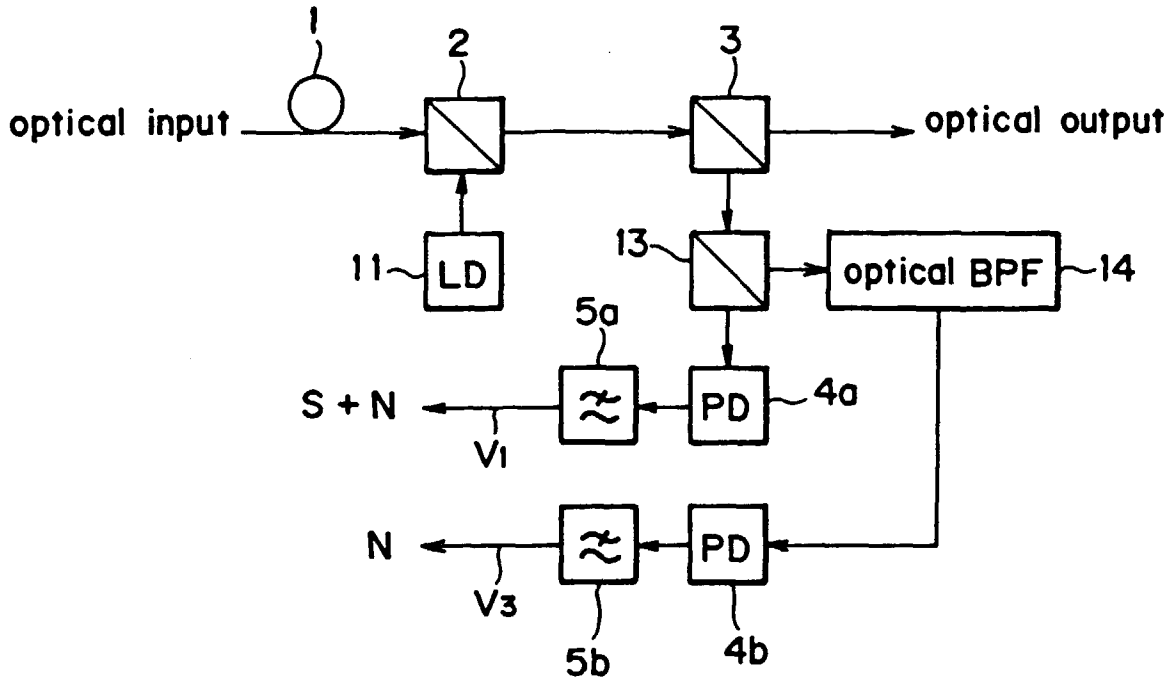 1
2
3
optical input
optical output
11
LD
13
optical BPF
14
5a
S + N
V1
PD
4a
N
V3
PD
5b
4b